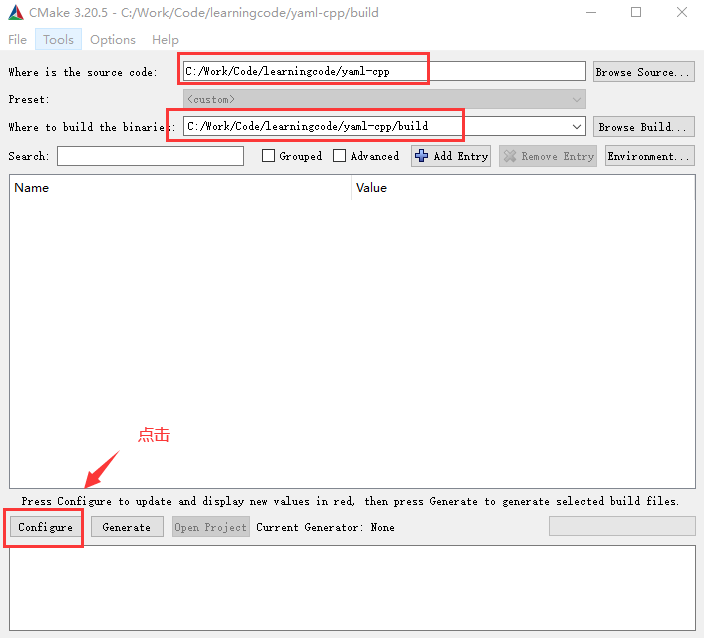 CMake 3.20.5 - C:/Work/Code/learningcode/yaml-cpp/build
File Tools Options Help
Where is the source code: C:/Work/Code/learningcode/yaml-cpp Browse Source...
Preset: <custom>
Where to build the binaries: C:/Work/Code/learningcode/yaml-cpp/build Browse Build...
Search: Grouped Advanced Add Entry Remove Entry Environment...
Name Value
点击
Press Configure to update and display new values in red, then press Generate to generate selected build files.
Configure Generate Open Project Current Generator: None